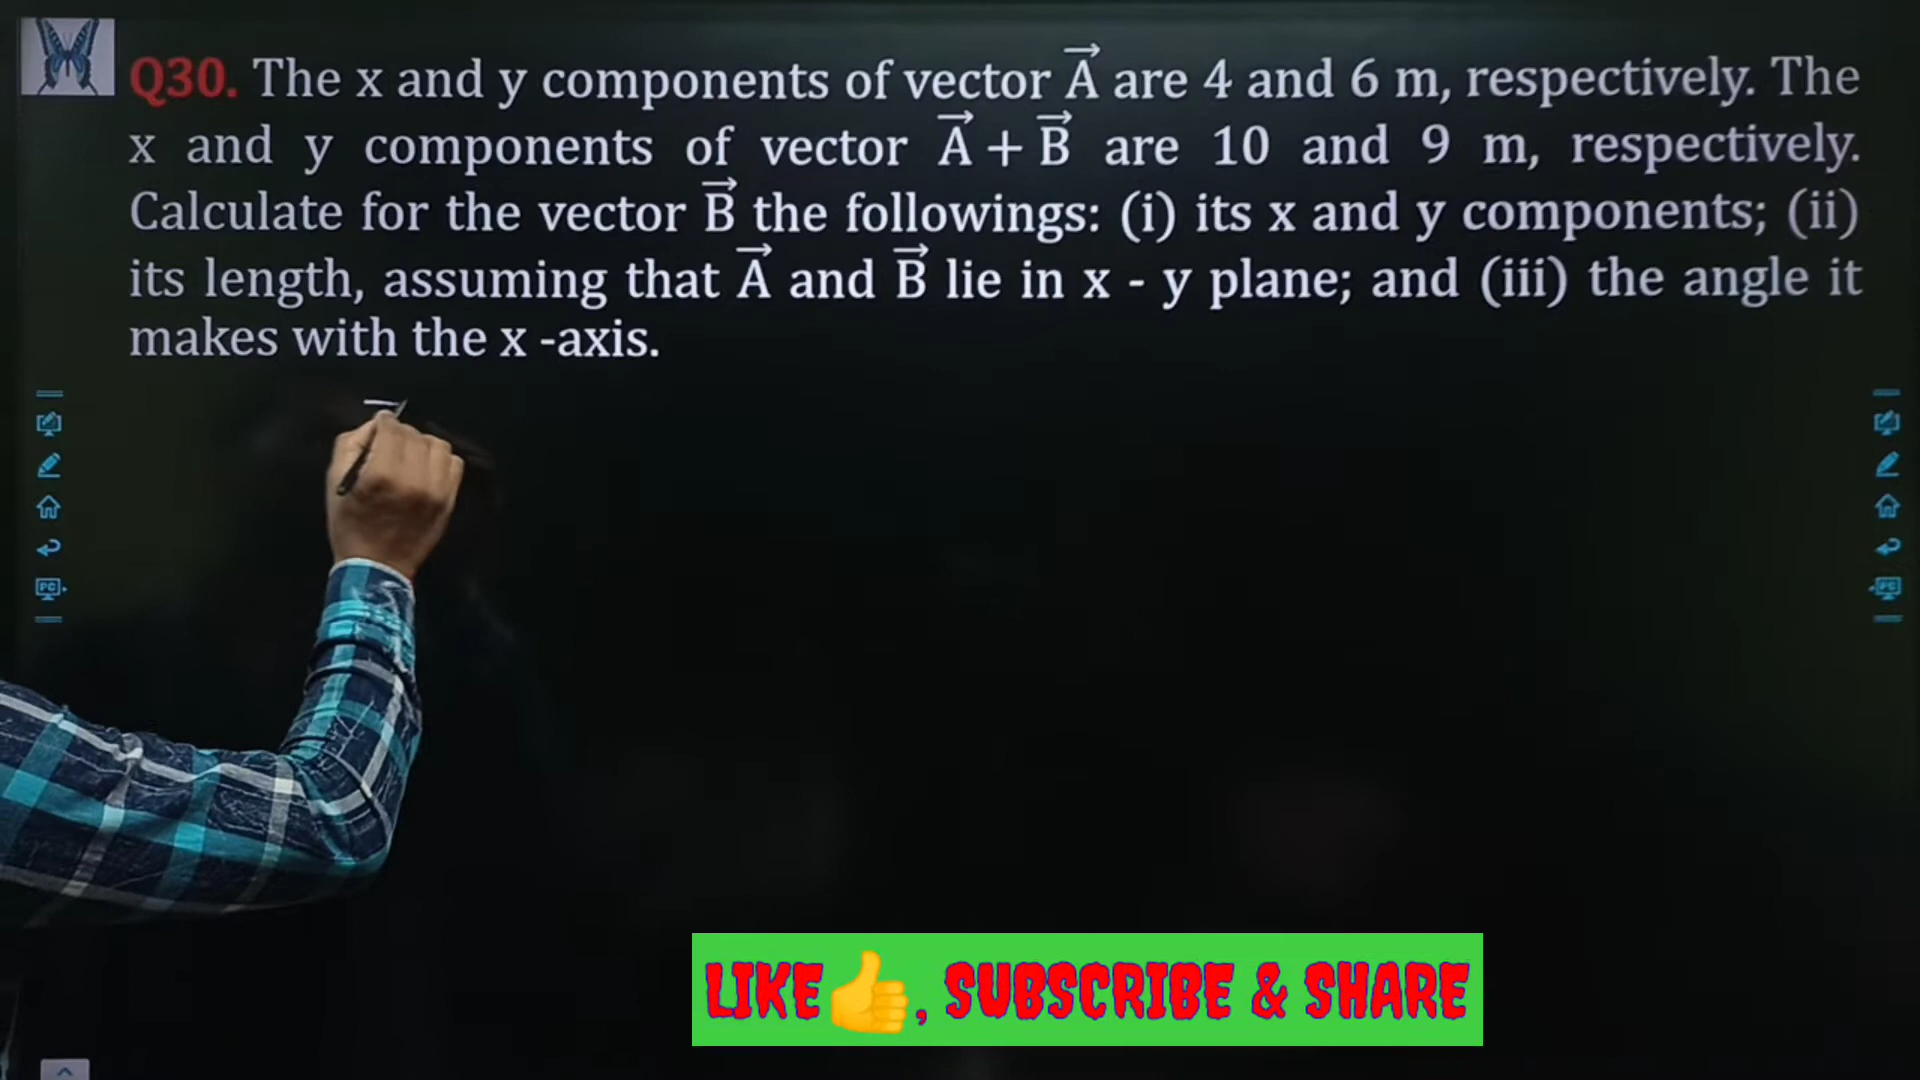 Q30. The x and y components of vector A⃗ are 4 and 6 m, respectively. The
x and y components of vector A⃗ + B⃗ are 10 and 9 m, respectively.
Calculate for the vector B⃗ the followings: (i) its x and y components; (ii)
its length, assuming that A⃗ and B⃗ lie in x - y plane; and (iii) the angle it
makes with the x -axis.
PC
PC
LIKE👍, SUBSCRIBE & SHARE